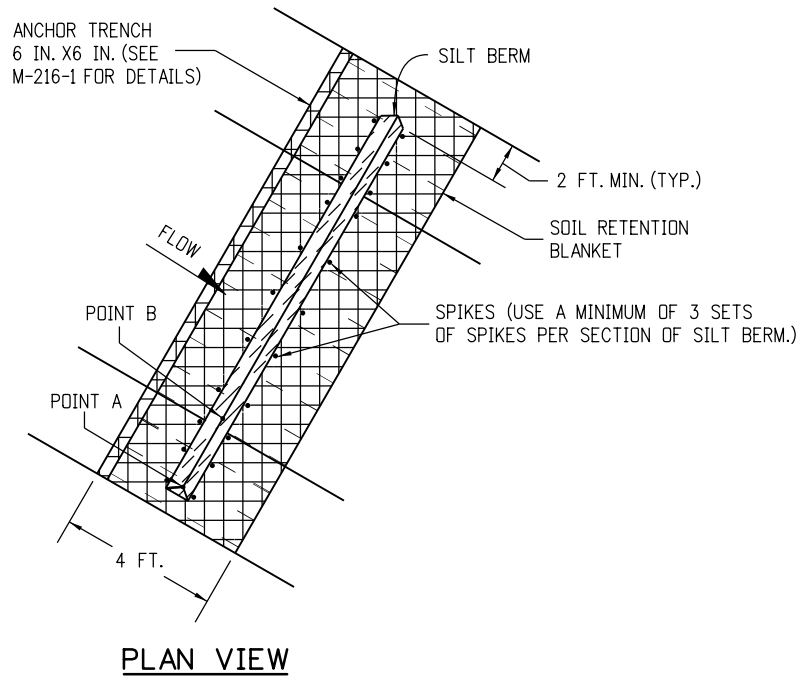 ANCHOR TRENCH
6 IN. X6 IN. (SEE
M-216-1 FOR DETAILS)
SILT BERM
2 FT. MIN. (TYP.)
SOIL RETENTION
BLANKET
FLOW
SPIKES (USE A MINIMUM OF 3 SETS
OF SPIKES PER SECTION OF SILT BERM.)
POINT B
POINT A
4 FT.
PLAN VIEW